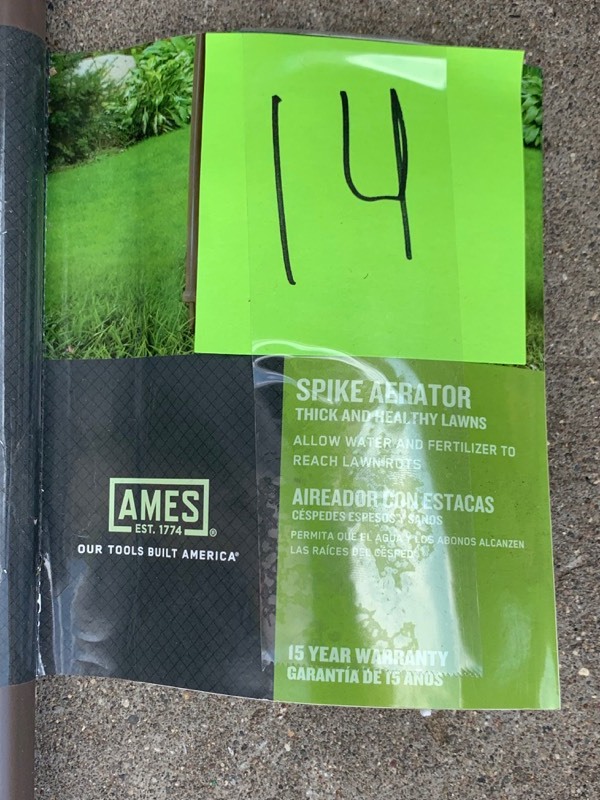 14
SPIKE AERATOR
THICK AND HEALTHY LAWNS
ALLOW WATER AND FERTILIZER TO
REACH LAWN ROTS
AIREADOR CON ESTACAS
CÉSPEDES ESPESOS Y SANOS
PERMITA QUE EL AGUA Y LOS ABONOS ALCANZEN
LAS RAÍCES DEL CÉSPED
AMES
EST. 1774
®
OUR TOOLS BUILT AMERICA®
15 YEAR WARRANTY
GARANTÍA DE 15 AÑOS